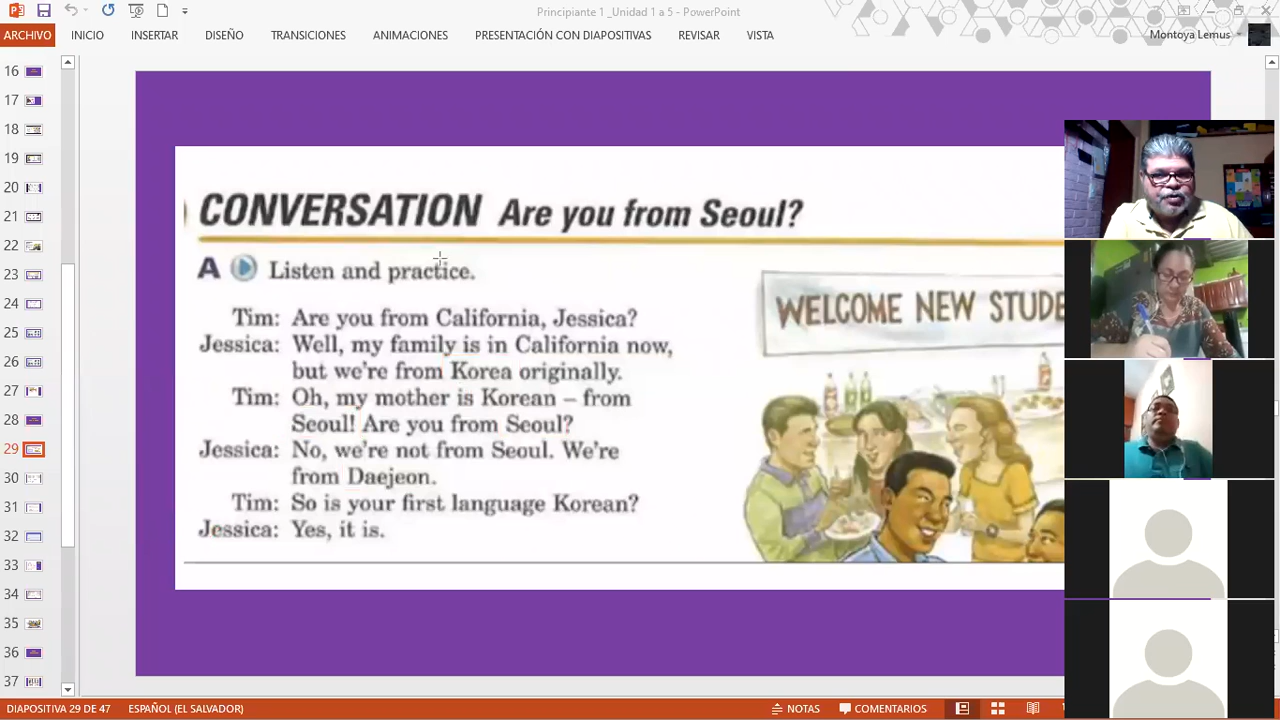 Principiante 1 _Unidad 1 a 5 - PowerPoint
ARCHIVO INICIO INSERTAR DISEÑO TRANSICIONES ANIMACIONES PRESENTACIÓN CON DIAPOSITIVAS REVISAR VISTA Montoya Lemus
16
17
18
19
20
21
22
23
24
25
26
27
28
29
30
31
32
33
34
35
36
37
CONVERSATION Are you from Seoul?
A Listen and practice.
Tim: Are you from California, Jessica?
Jessica: Well, my family is in California now,
but we're from Korea originally.
Tim: Oh, my mother is Korean – from
Seoul! Are you from Seoul?
Jessica: No, we're not from Seoul. We're
from Daejeon.
Tim: So is your first language Korean?
Jessica: Yes, it is.
WELCOME NEW STUDE
DIAPOSITIVA 29 DE 47 ESPAÑOL (EL SALVADOR) NOTAS COMENTARIOS